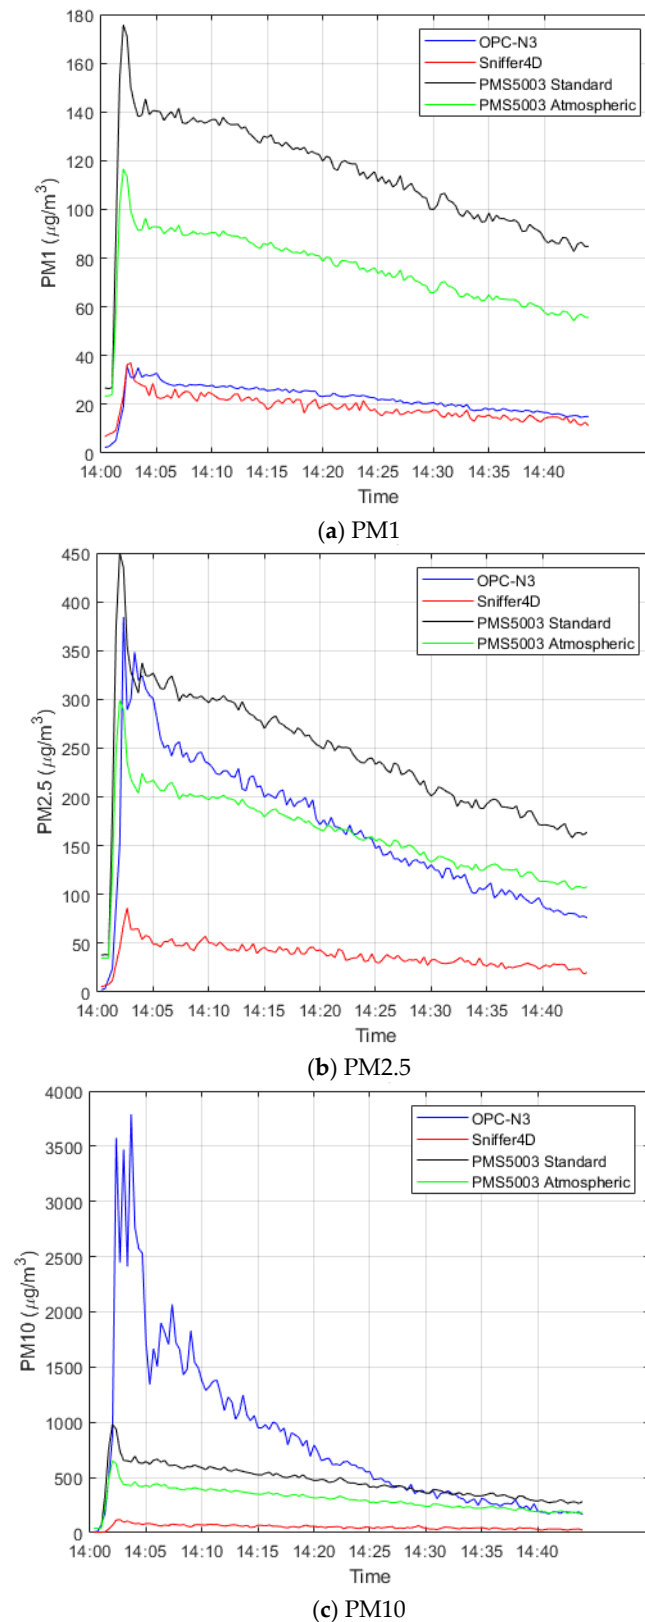 180
160
140
120
100
80
60
40
20
0
PM1 (μg/m³)
OPC-N3
Sniffer4D
PMS5003 Standard
PMS5003 Atmospheric
14:00 14:05 14:10 14:15 14:20 14:25 14:30 14:35 14:40
Time
(a) PM1
450
400
350
300
250
200
150
100
50
0
PM2.5 (μg/m³)
OPC-N3
Sniffer4D
PMS5003 Standard
PMS5003 Atmospheric
14:00 14:05 14:10 14:15 14:20 14:25 14:30 14:35 14:40
Time
(b) PM2.5
4000
3500
3000
2500
2000
1500
1000
500
0
PM10 (μg/m³)
OPC-N3
Sniffer4D
PMS5003 Standard
PMS5003 Atmospheric
14:00 14:05 14:10 14:15 14:20 14:25 14:30 14:35 14:40
Time
(c) PM10